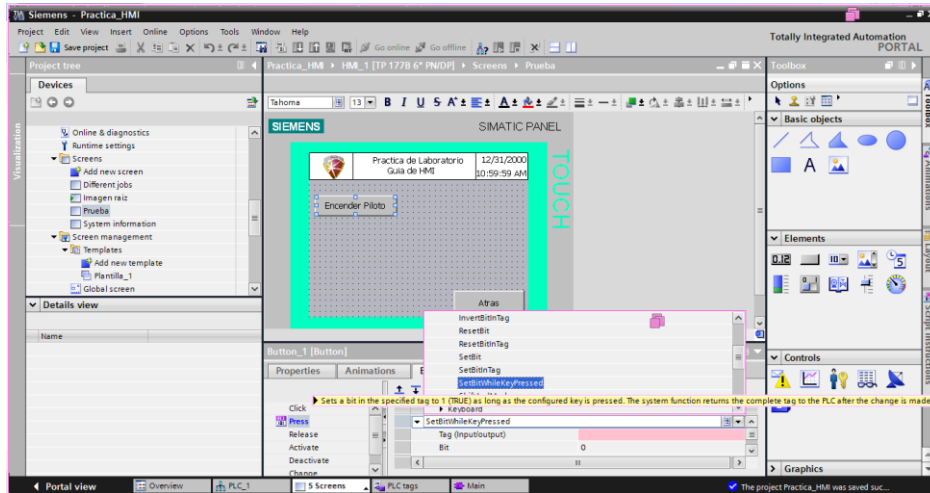 Siemens - Practica_HMI
Project Edit View Insert Online Options Tools Window Help
Save project
Go online Go offline
Totally Integrated Automation
PORTAL
Project tree
Practica_HMI HMI_1 [TP 177B 6" PN/DP] Screens Prueba
Toolbox
Devices
Options
Tahoma 13 B I U S A
Online & diagnostics
Runtime settings
Screens
Add new screen
Different jobs
Imagen raiz
Prueba
System information
Screen management
Templates
Add new template
Plantilla_1
Global screen
SIEMENS
SIMATIC PANEL
TOUCH
Practica de Laboratorio
Guia de HMI
12/31/2000
10:59:59 AM
Encender Piloto
Atras
Basic objects
A
Elements
0.12
10
5
Controls
Graphics
Toolbox
Animations
Layout
Script instructions
Visualization
Details view
Name
InvertBitInTag
ResetBit
ResetBitInTag
SetBit
SetBitInTag
SetBitWhileKeyPressed
Button_1 [Button]
Properties Animations
Sets a bit in the specified tag to 1 (TRUE) as long as the configured key is pressed. The system function returns the complete tag to the PLC after the change is made
Keyboard
Click
Press
Release
Activate
Deactivate
Change
SetBitWhileKeyPressed
Tag (Input/output)
Bit 0
Portal view Overview PLC_1 5 Screens PLC tags Main
The project Practica_HMI was saved suc...